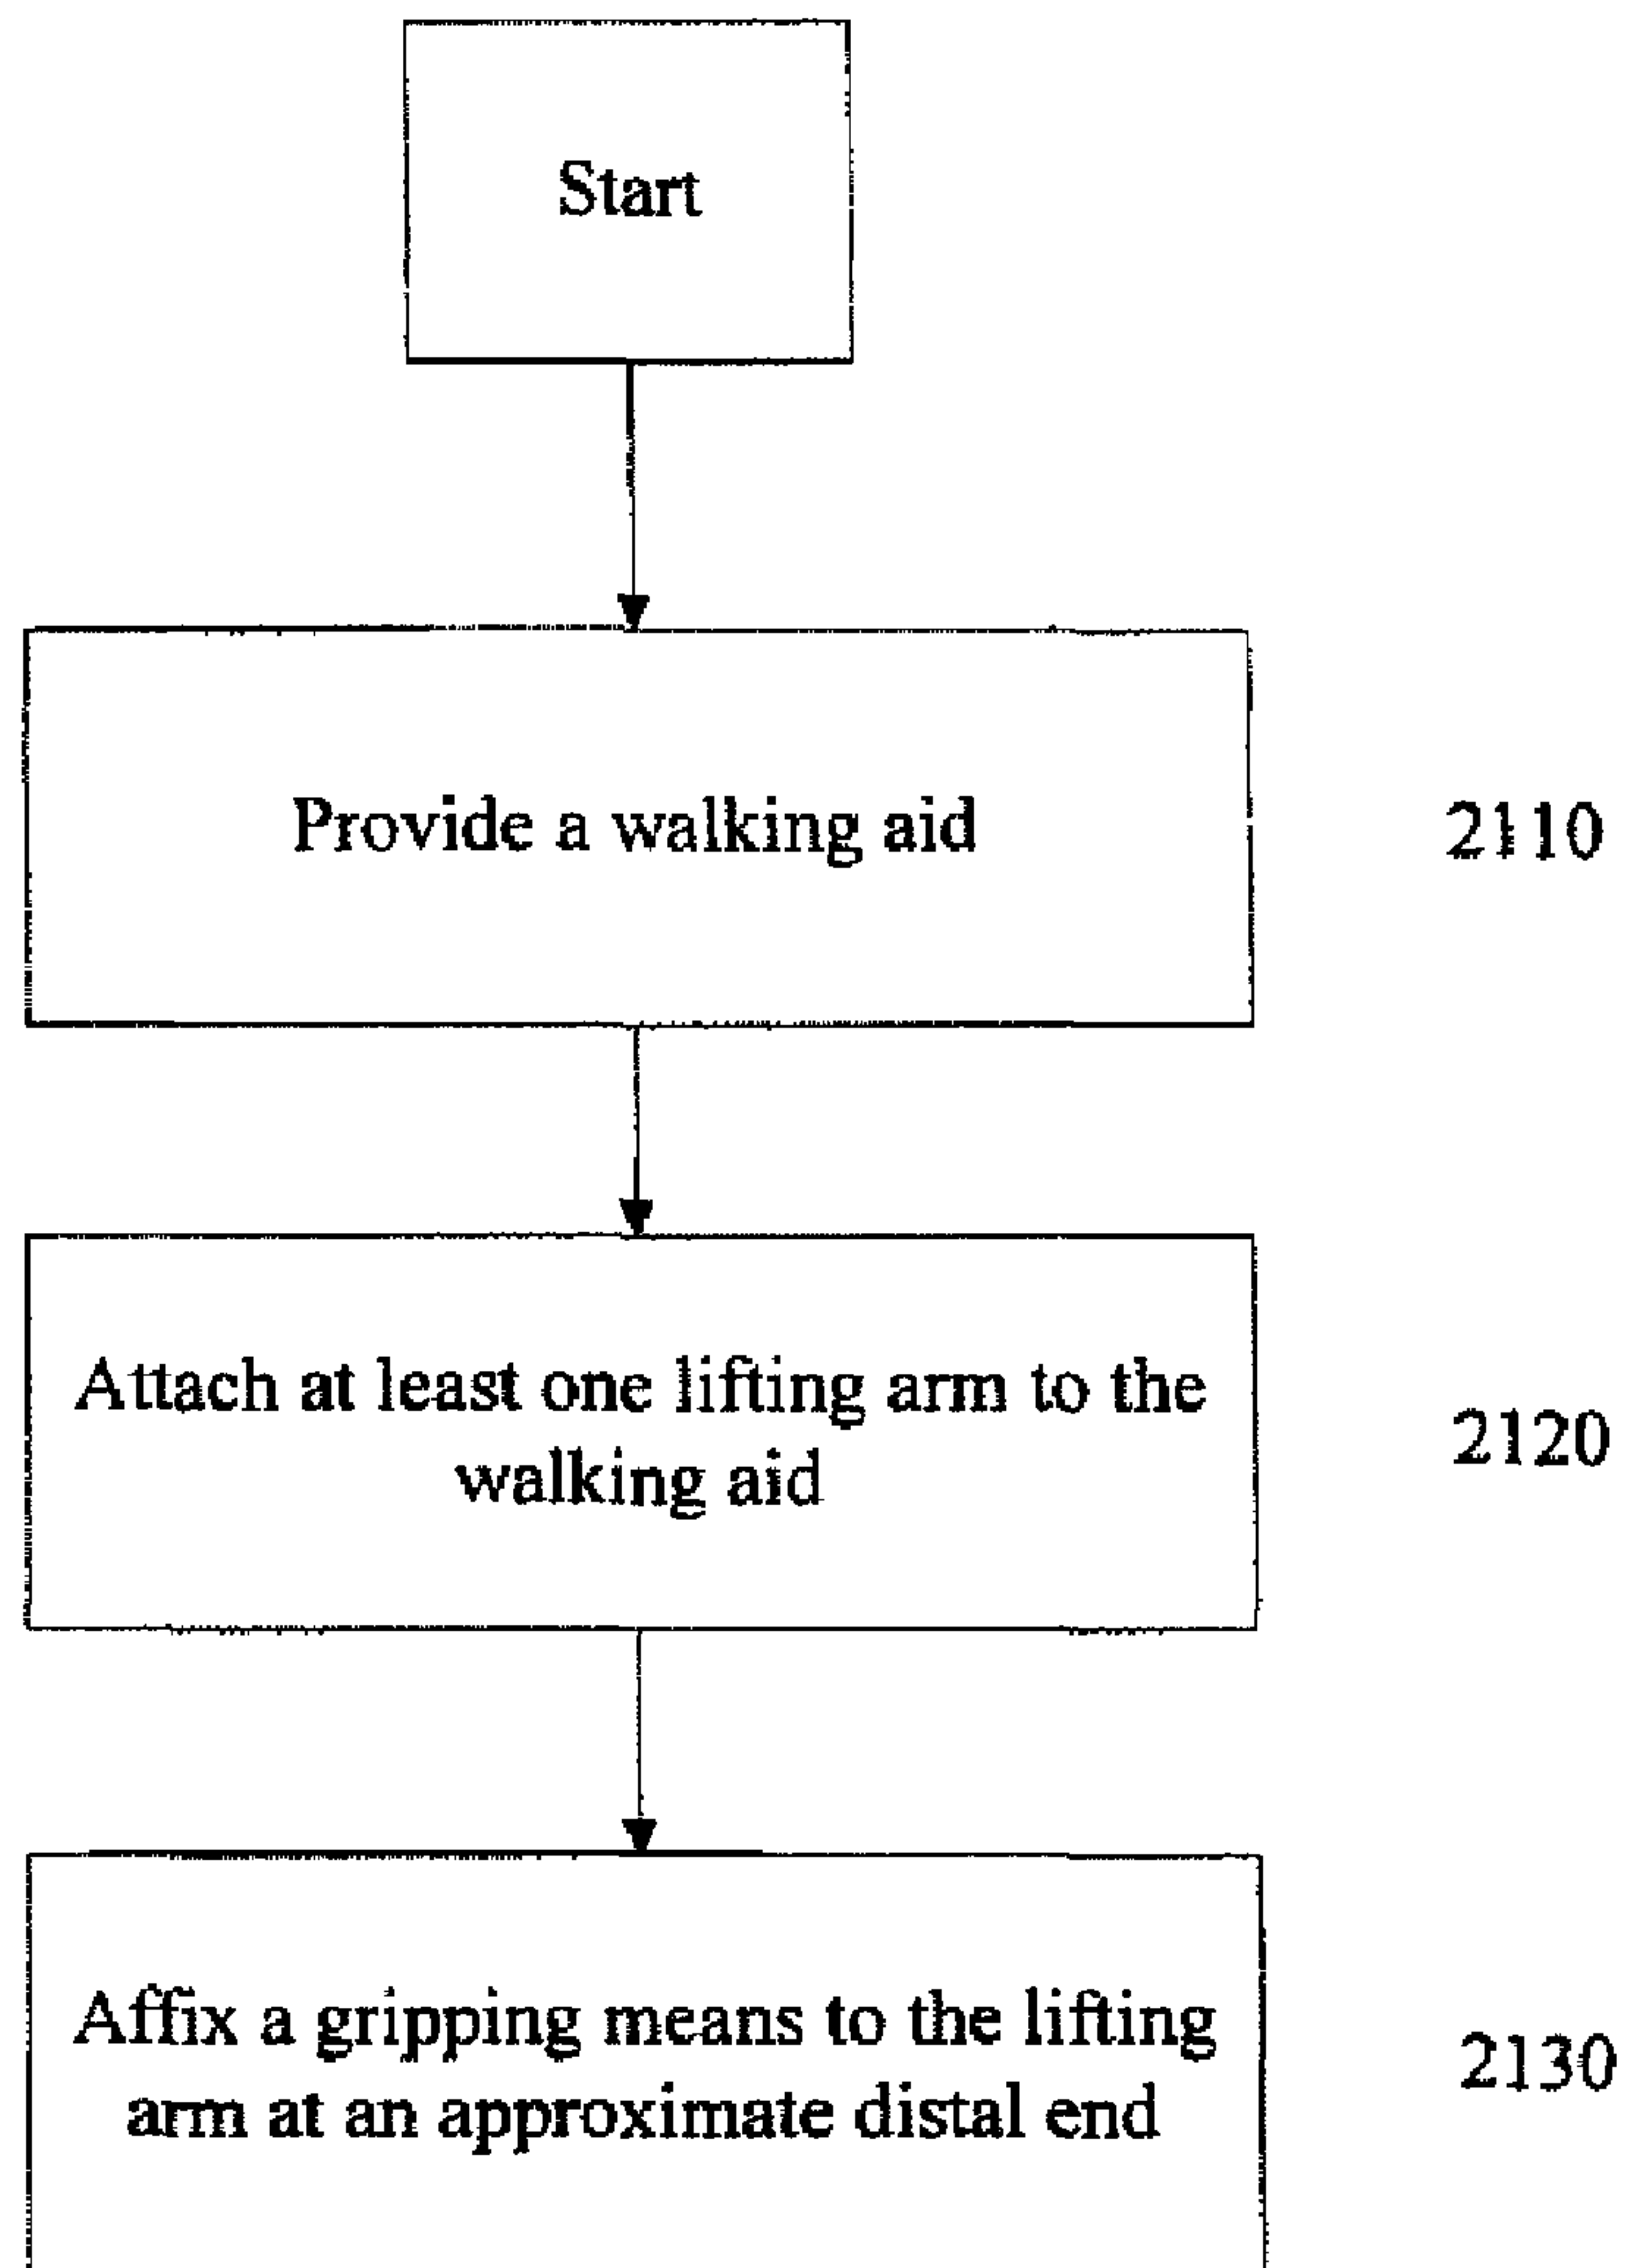 Start
Provide a walking aid
2110
Attach at least one lifting arm to the
walking aid
2120
Affix a gripping means to the lifting
arm at an approximate distal end
2130